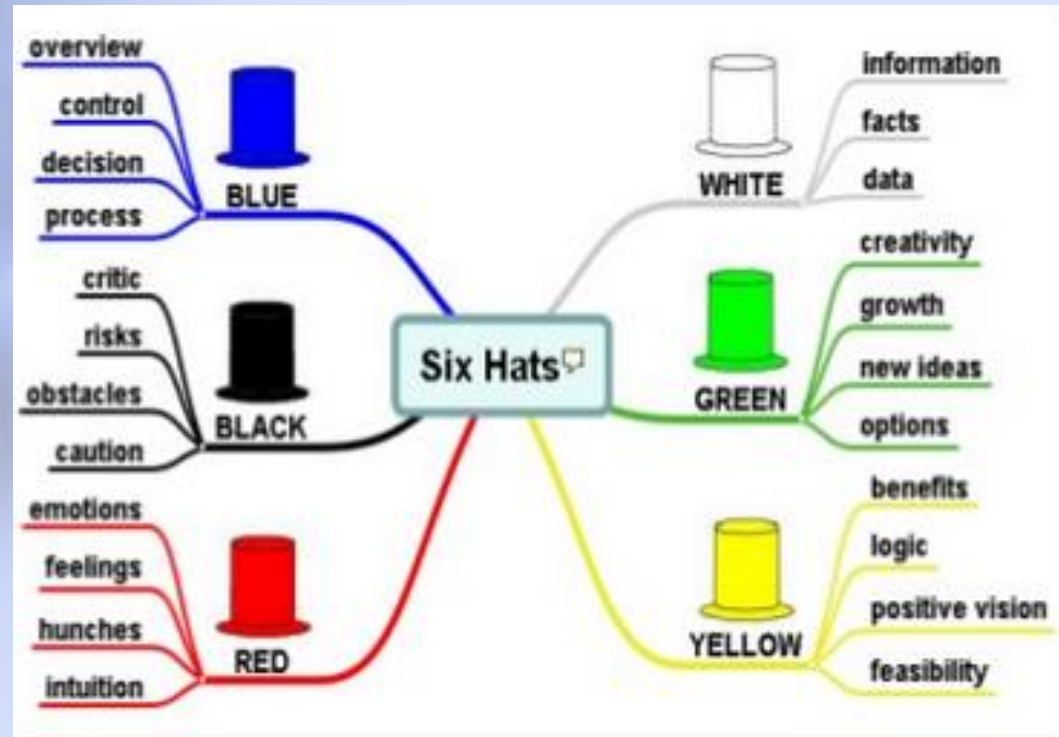 overview
control
decision
process
BLUE
critic
risks
obstacles
caution
BLACK
emotions
feelings
hunches
intuition
RED
Six Hats
information
facts
data
WHITE
creativity
growth
new ideas
options
GREEN
benefits
logic
positive vision
feasibility
YELLOW